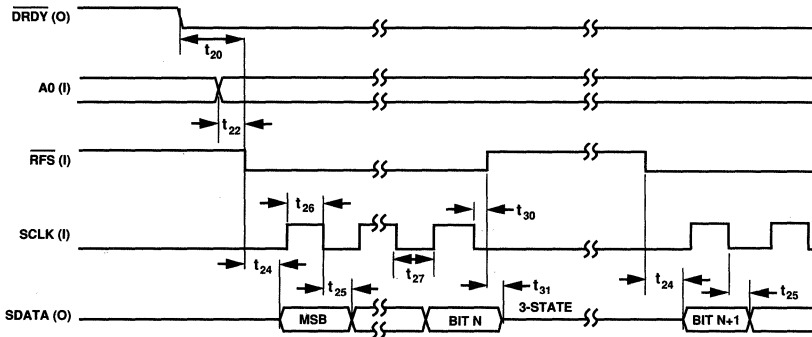 DRDY (O)
t20
A0 (I)
t22
RFS (I)
t26
t30
SCLK (I)
t24
t25
t27
t31
t24
t25
3-STATE
SDATA (O)
MSB
BIT N
BIT N+1